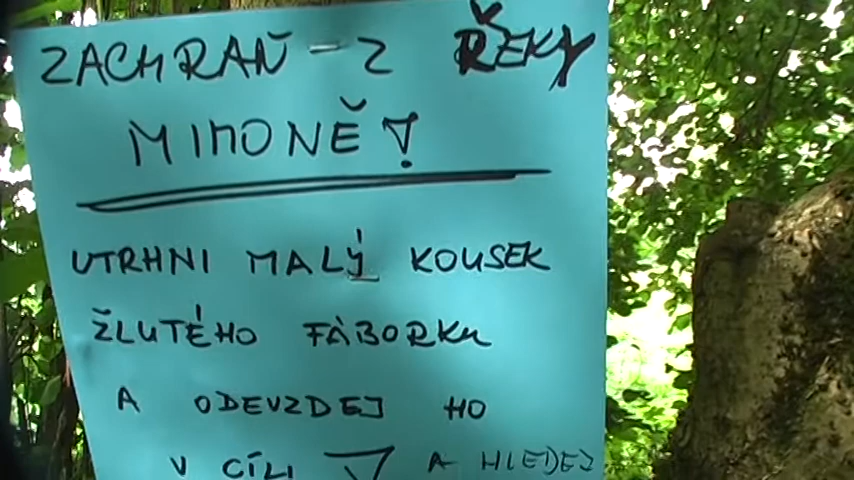 ZACHRAŇ - Z ŘEKY
MIMONĚ!
UTRHNI MALÝ KOUSEK
ŽLUTÉHO FÁBORKU
A ODEVZDEJ HO
V CÍLI A HLEDEJ